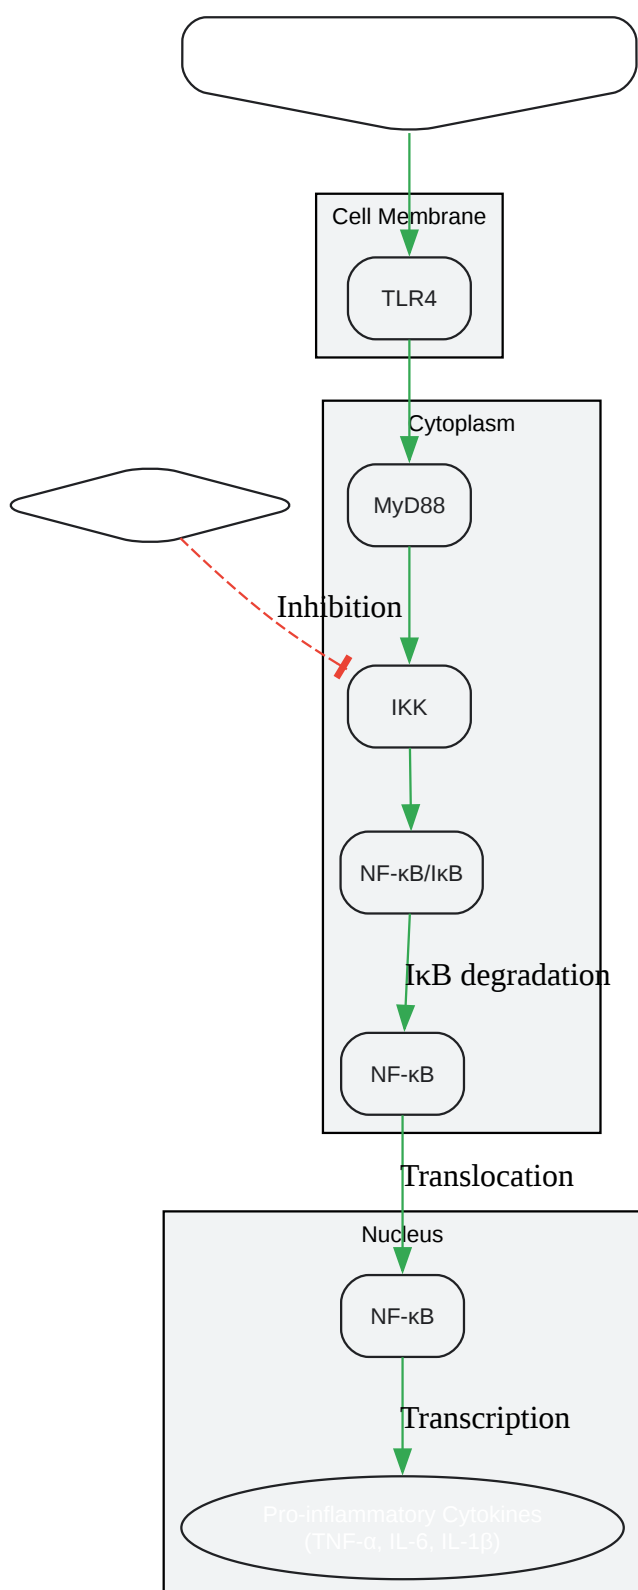 Cell Membrane
TLR4
Cytoplasm
MyD88
Inhibition
IKK
NF-κB/IκB
IκB degradation
NF-κB
Translocation
Nucleus
NF-κB
Transcription
Pro-inflammatory Cytokines
(TNF-α, IL-6, IL-1β)